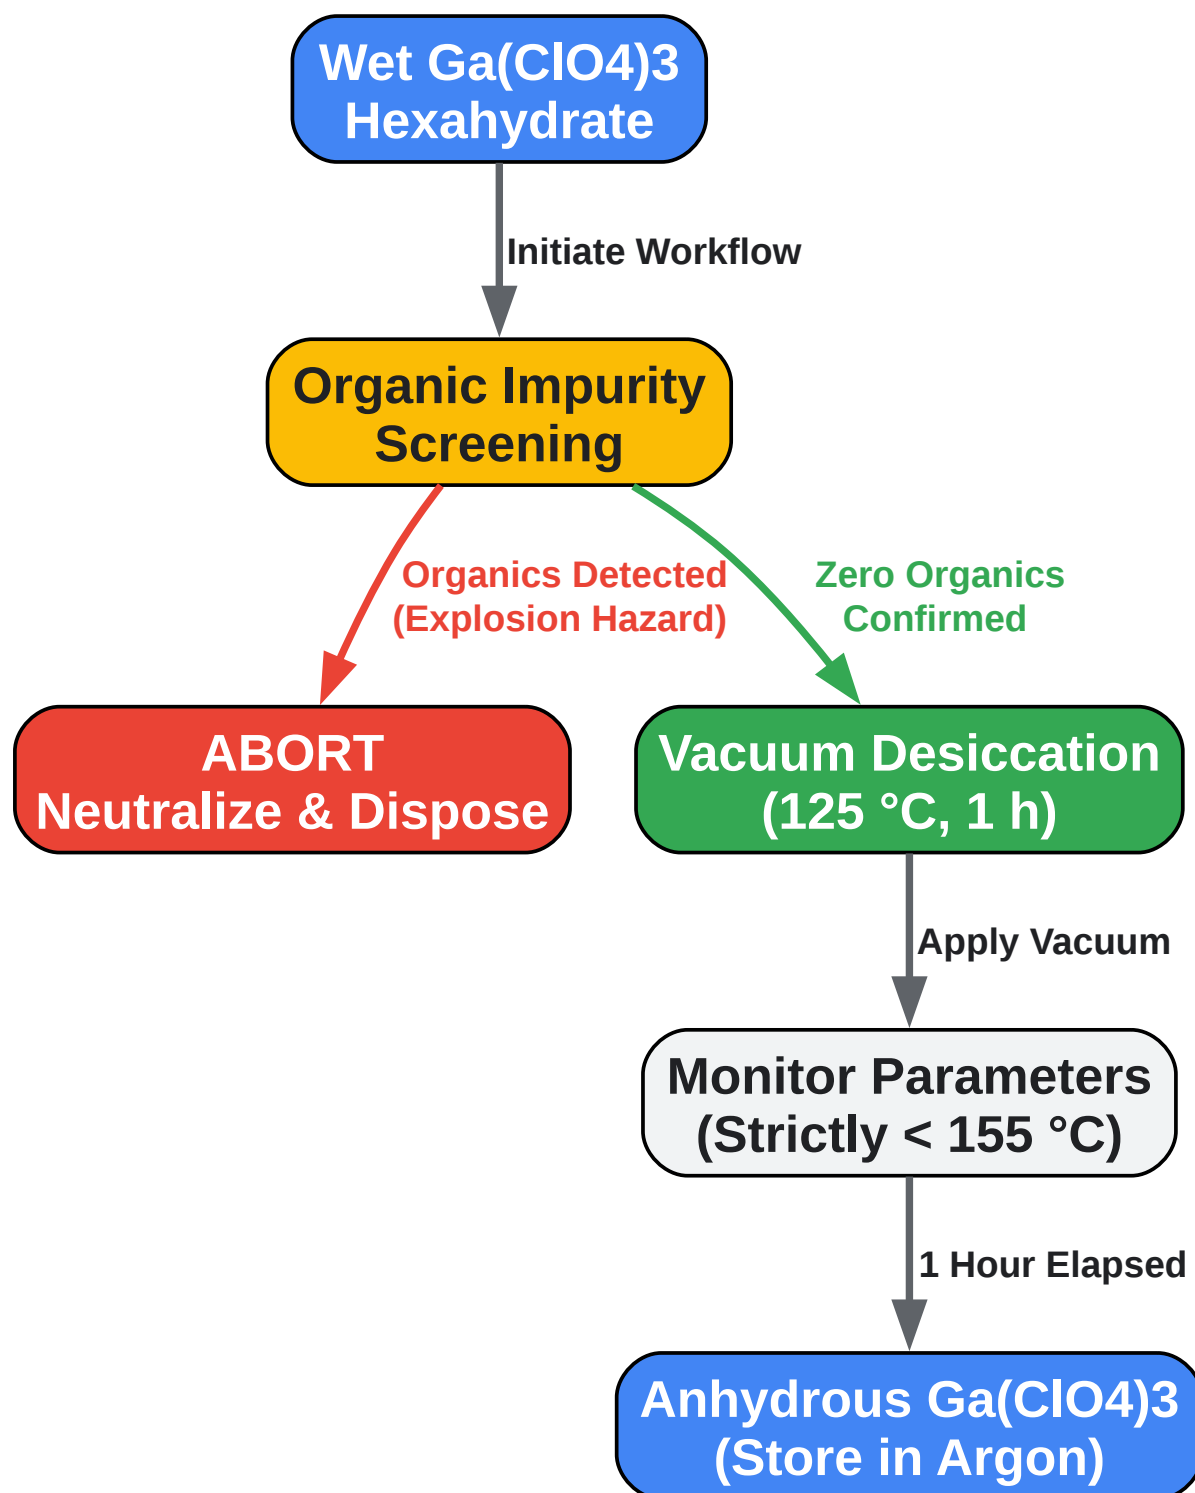 Wet Ga(ClO4)3
Hexahydrate
Initiate Workflow
Organic Impurity
Screening
Organics Detected
(Explosion Hazard)
Zero Organics
Confirmed
ABORT
Neutralize & Dispose
Vacuum Desiccation
(125 °C, 1 h)
Apply Vacuum
Monitor Parameters
(Strictly < 155 °C)
1 Hour Elapsed
Anhydrous Ga(ClO4)3
(Store in Argon)